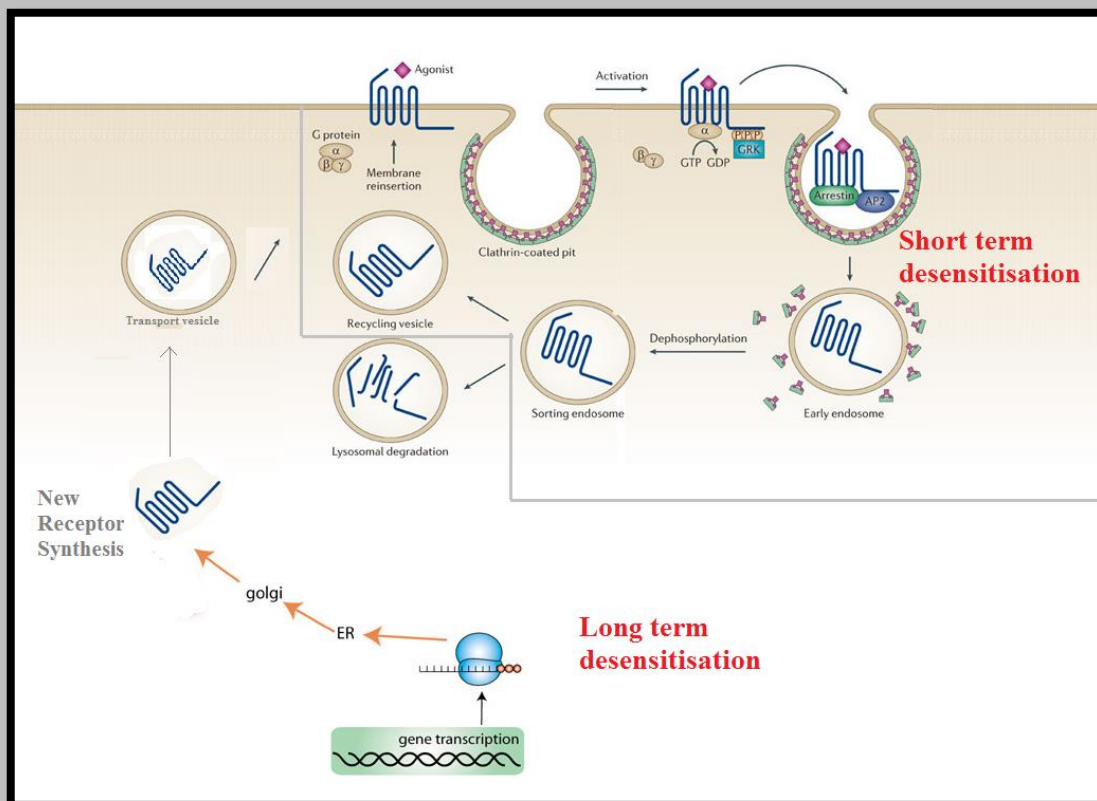 Agonist
Activation
G protein
α
β γ
Membrane
reinsertion
α
PPP
GRK
β γ
GTP GDP
Arrestin
AP2
Clathrin-coated pit
Short term
desensitisation
Transport vesicle
Recycling vesicle
Dephosphorylation
Sorting endosome
Early endosome
Lysosomal degradation
New
Receptor
Synthesis
golgi
ER
Long term
desensitisation
gene transcription